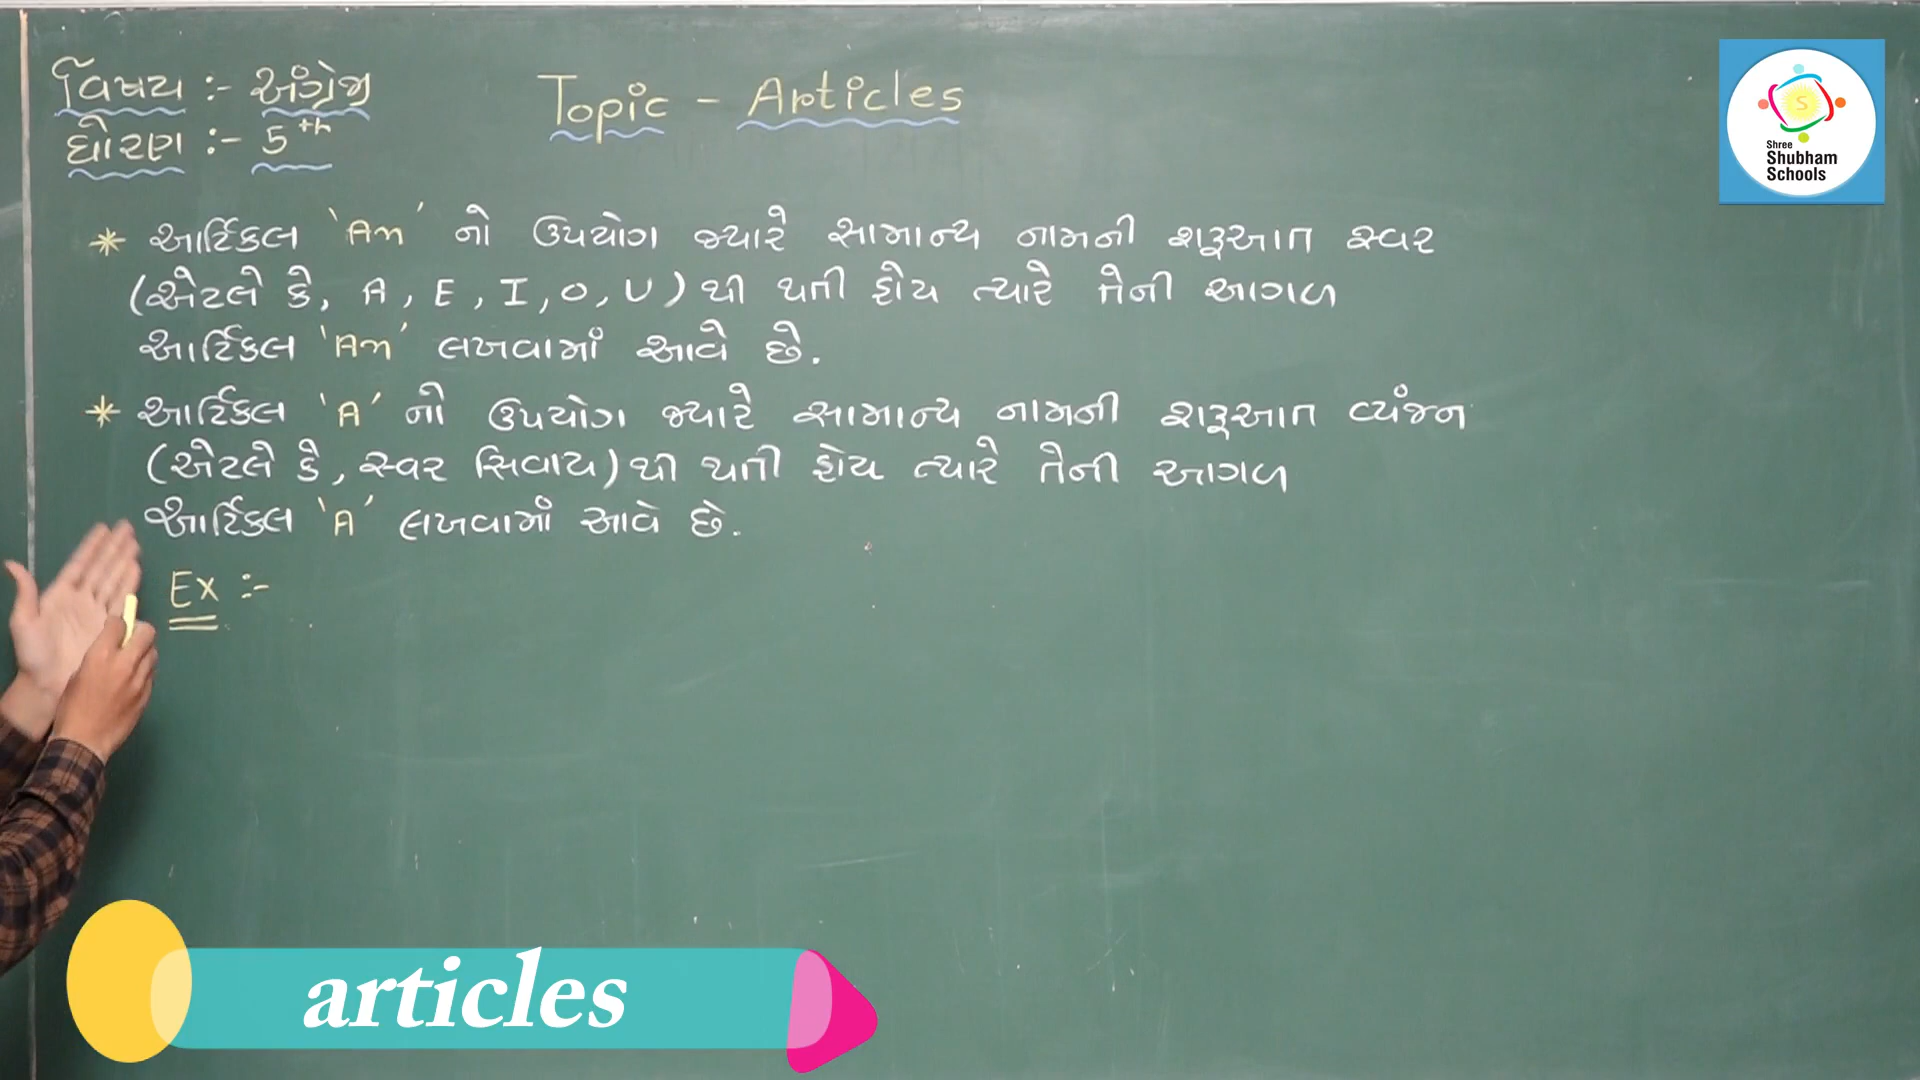 વિષય :- અંગ્રેજી
ધોરણ :- 5th
Topic - Articles
Shree
Shubham
Schools
* આર્ટિકલ 'An' નો ઉપયોગ જ્યારે સામાન્ય નામની શરૂઆત સ્વર
(એટલે કે, A, E, I, O, U) થી થતી હોય ત્યારે તેની આગળ
આર્ટિકલ 'An' લખવામાં આવે છે.
* આર્ટિકલ 'A' નો ઉપયોગ જ્યારે સામાન્ય નામની શરૂઆત વ્યંજન
(એટલે કે, સ્વર સિવાય) થી થતી હોય ત્યારે તેની આગળ
આર્ટિકલ 'A' લખવામાં આવે છે.
Ex :-
articles